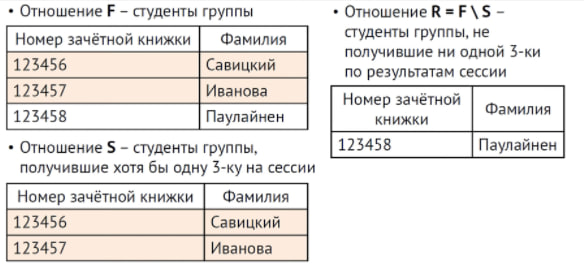 • Отношение F – студенты группы
Номер зачётной книжки Фамилия
123456 Савицкий
123457 Иванова
123458 Паулайнен
• Отношение S – студенты группы,
получившие хотя бы одну 3-ку на сессии
Номер зачётной книжки Фамилия
123456 Савицкий
123457 Иванова
• Отношение R = F \ S –
студенты группы, не
получившие ни одной 3-ки
по результатам сессии
Номер зачётной
книжки
Фамилия
123458 Паулайнен